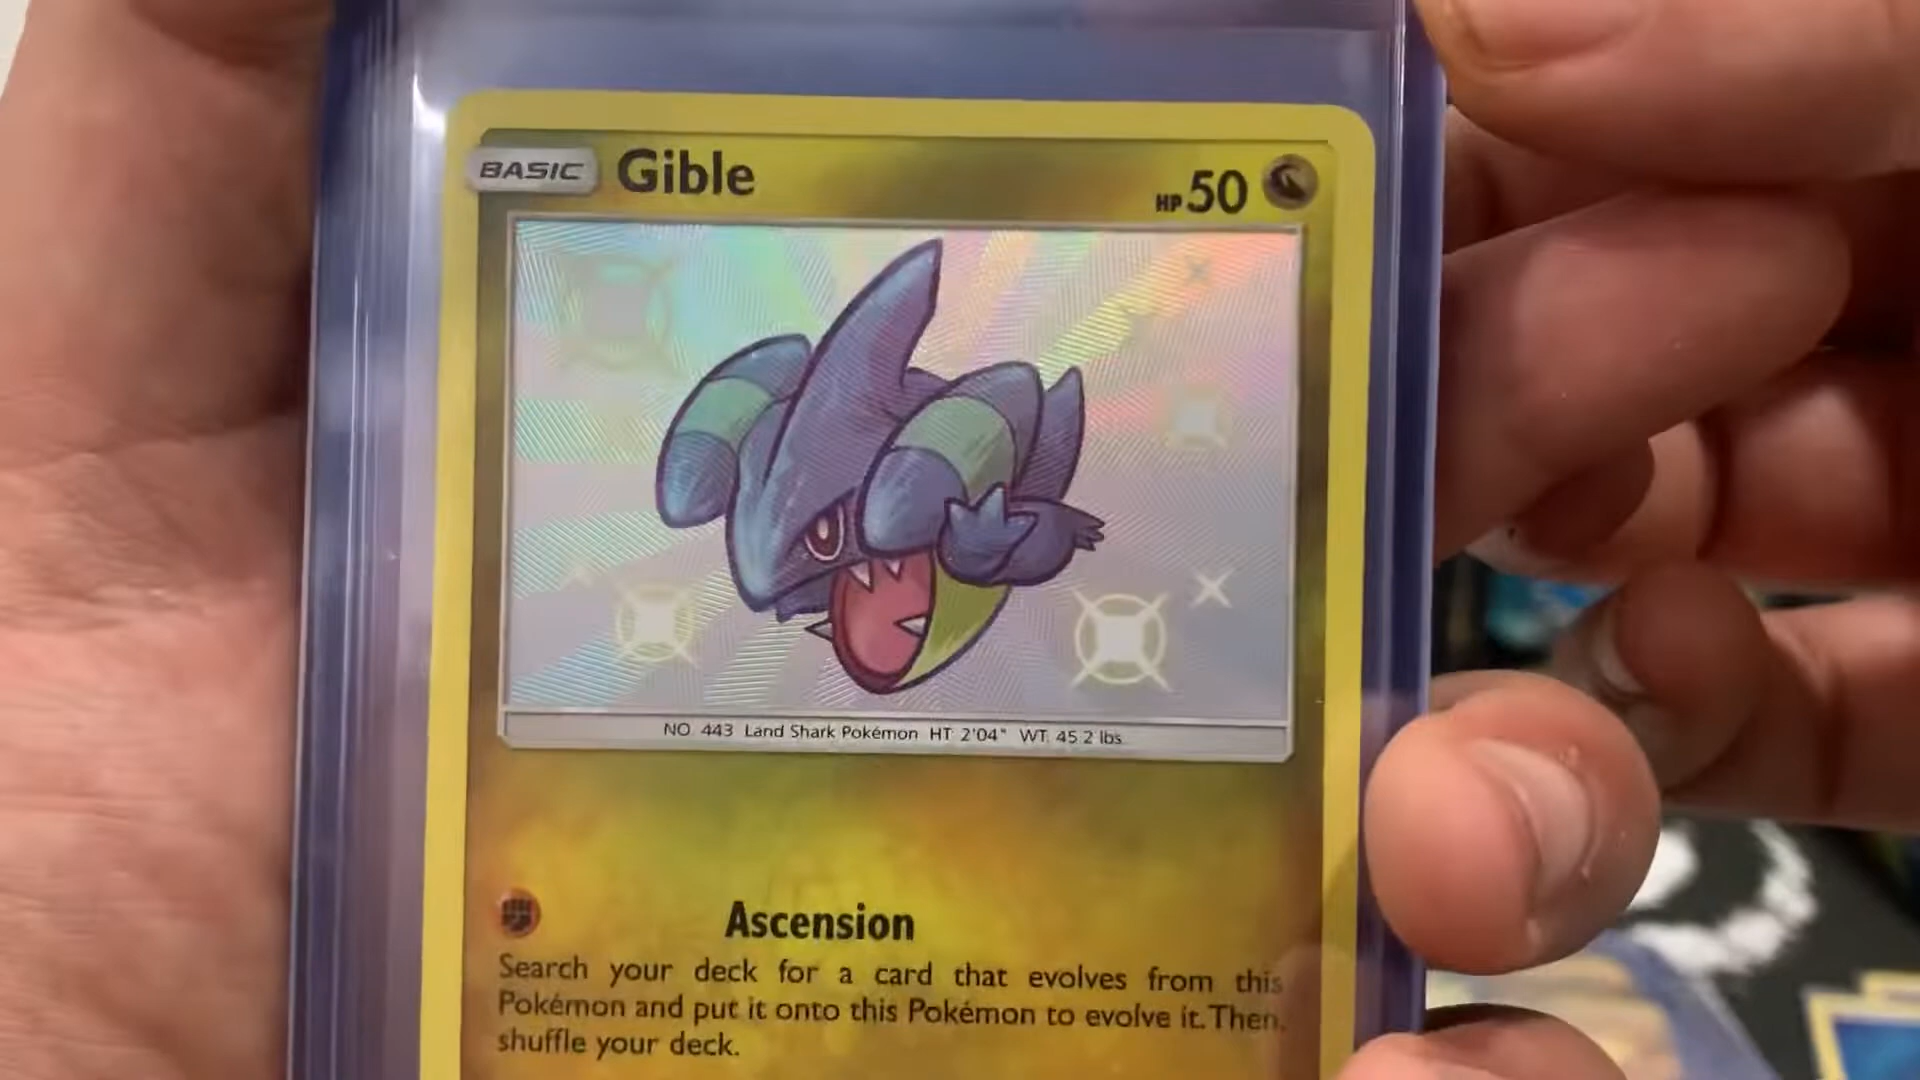 BASIC Gible HP 50
NO. 443 Land Shark Pokémon HT: 2'04" WT: 45.2 lbs.
Ascension
Search your deck for a card that evolves from this
Pokémon and put it onto this Pokémon to evolve it. Then,
shuffle your deck.